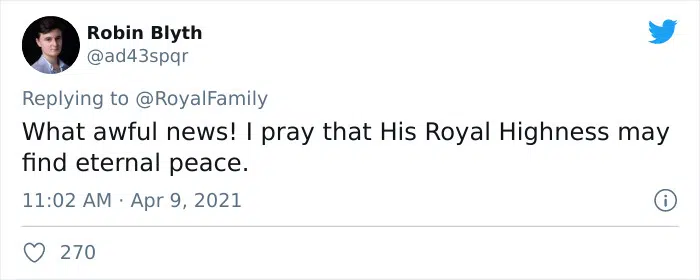 Robin Blyth
@ad43spqr
Replying to @RoyalFamily
What awful news! I pray that His Royal Highness may
find eternal peace.
11:02 AM · Apr 9, 2021
270